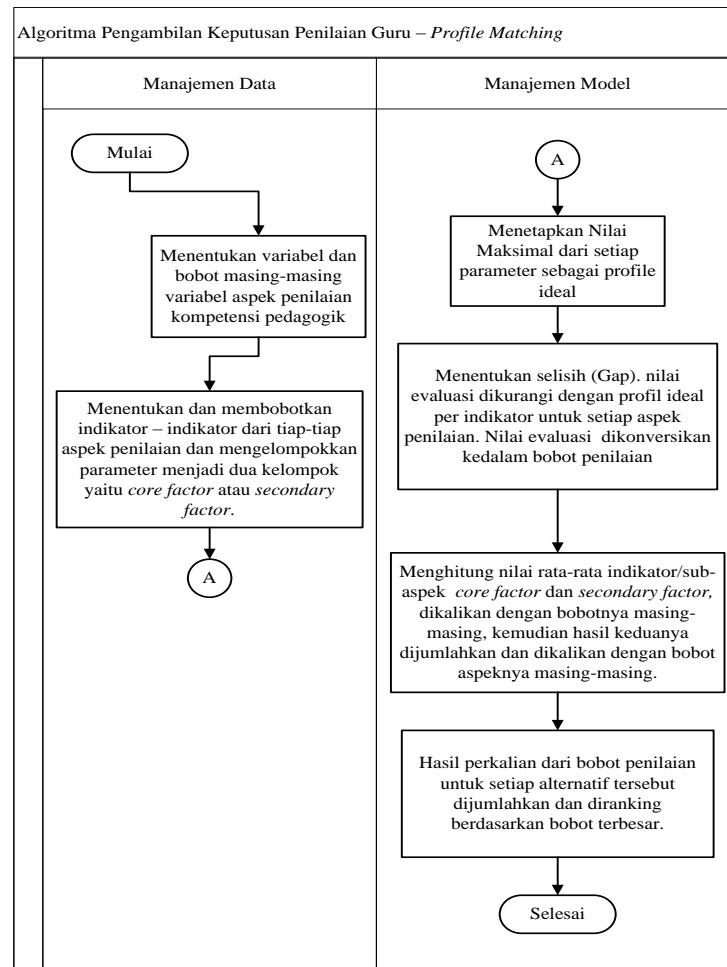 Algoritma Pengambilan Keputusan Penilaian Guru – Profile Matching
Manajemen Data
Mulai
Menentukan variabel dan
bobot masing-masing
variabel aspek penilaian
kompetensi pedagogik
Menentukan dan membobotkan
indikator – indikator dari tiap-tiap
aspek penilaian dan mengelompokkan
parameter menjadi dua kelompok
yaitu core factor atau secondary
factor.
A
Manajemen Model
A
Menetapkan Nilai
Maksimal dari setiap
parameter sebagai profile
ideal
Menentukan selisih (Gap). nilai
evaluasi dikurangi dengan profil ideal
per indikator untuk setiap aspek
penilaian. Nilai evaluasi dikonversikan
kedalam bobot penilaian
Menghitung nilai rata-rata indikator/sub-
aspek core factor dan secondary factor,
dikalikan dengan bobotnya masing-
masing, kemudian hasil keduanya
dijumlahkan dan dikalikan dengan bobot
aspeknya masing-masing.
Hasil perkalian dari bobot penilaian
untuk setiap alternatif tersebut
dijumlahkan dan diranking
berdasarkan bobot terbesar.
Selesai